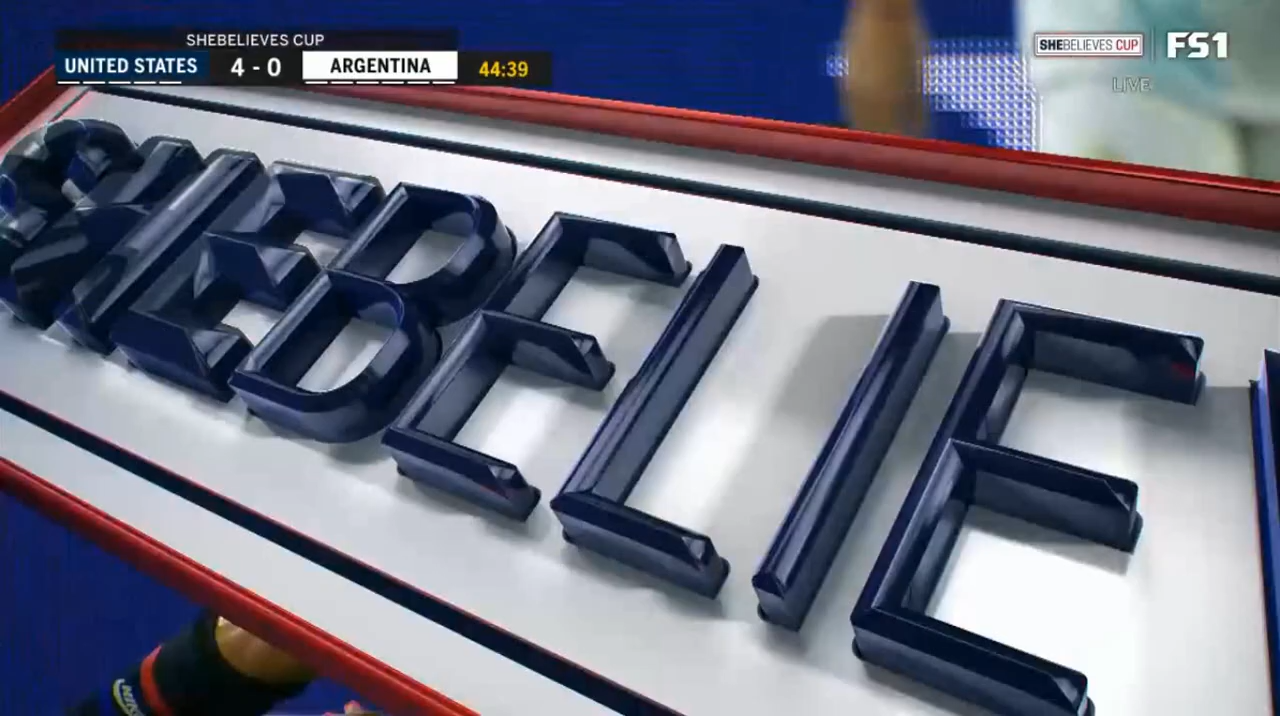 SHEBELIEVES CUP
UNITED STATES 4 - 0 ARGENTINA 44:39
SHEBELIEVES CUP FS1
LIVE
SHEBELIE